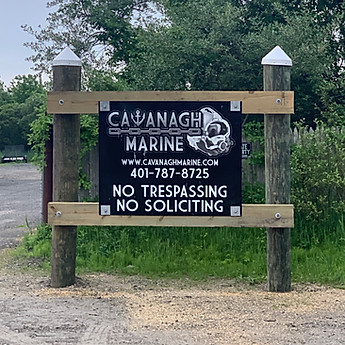 CAVANAGH
MARINE
WWW.CAVANAGHMARINE.COM
401-787-8725
NO TRESPASSING
NO SOLICITING